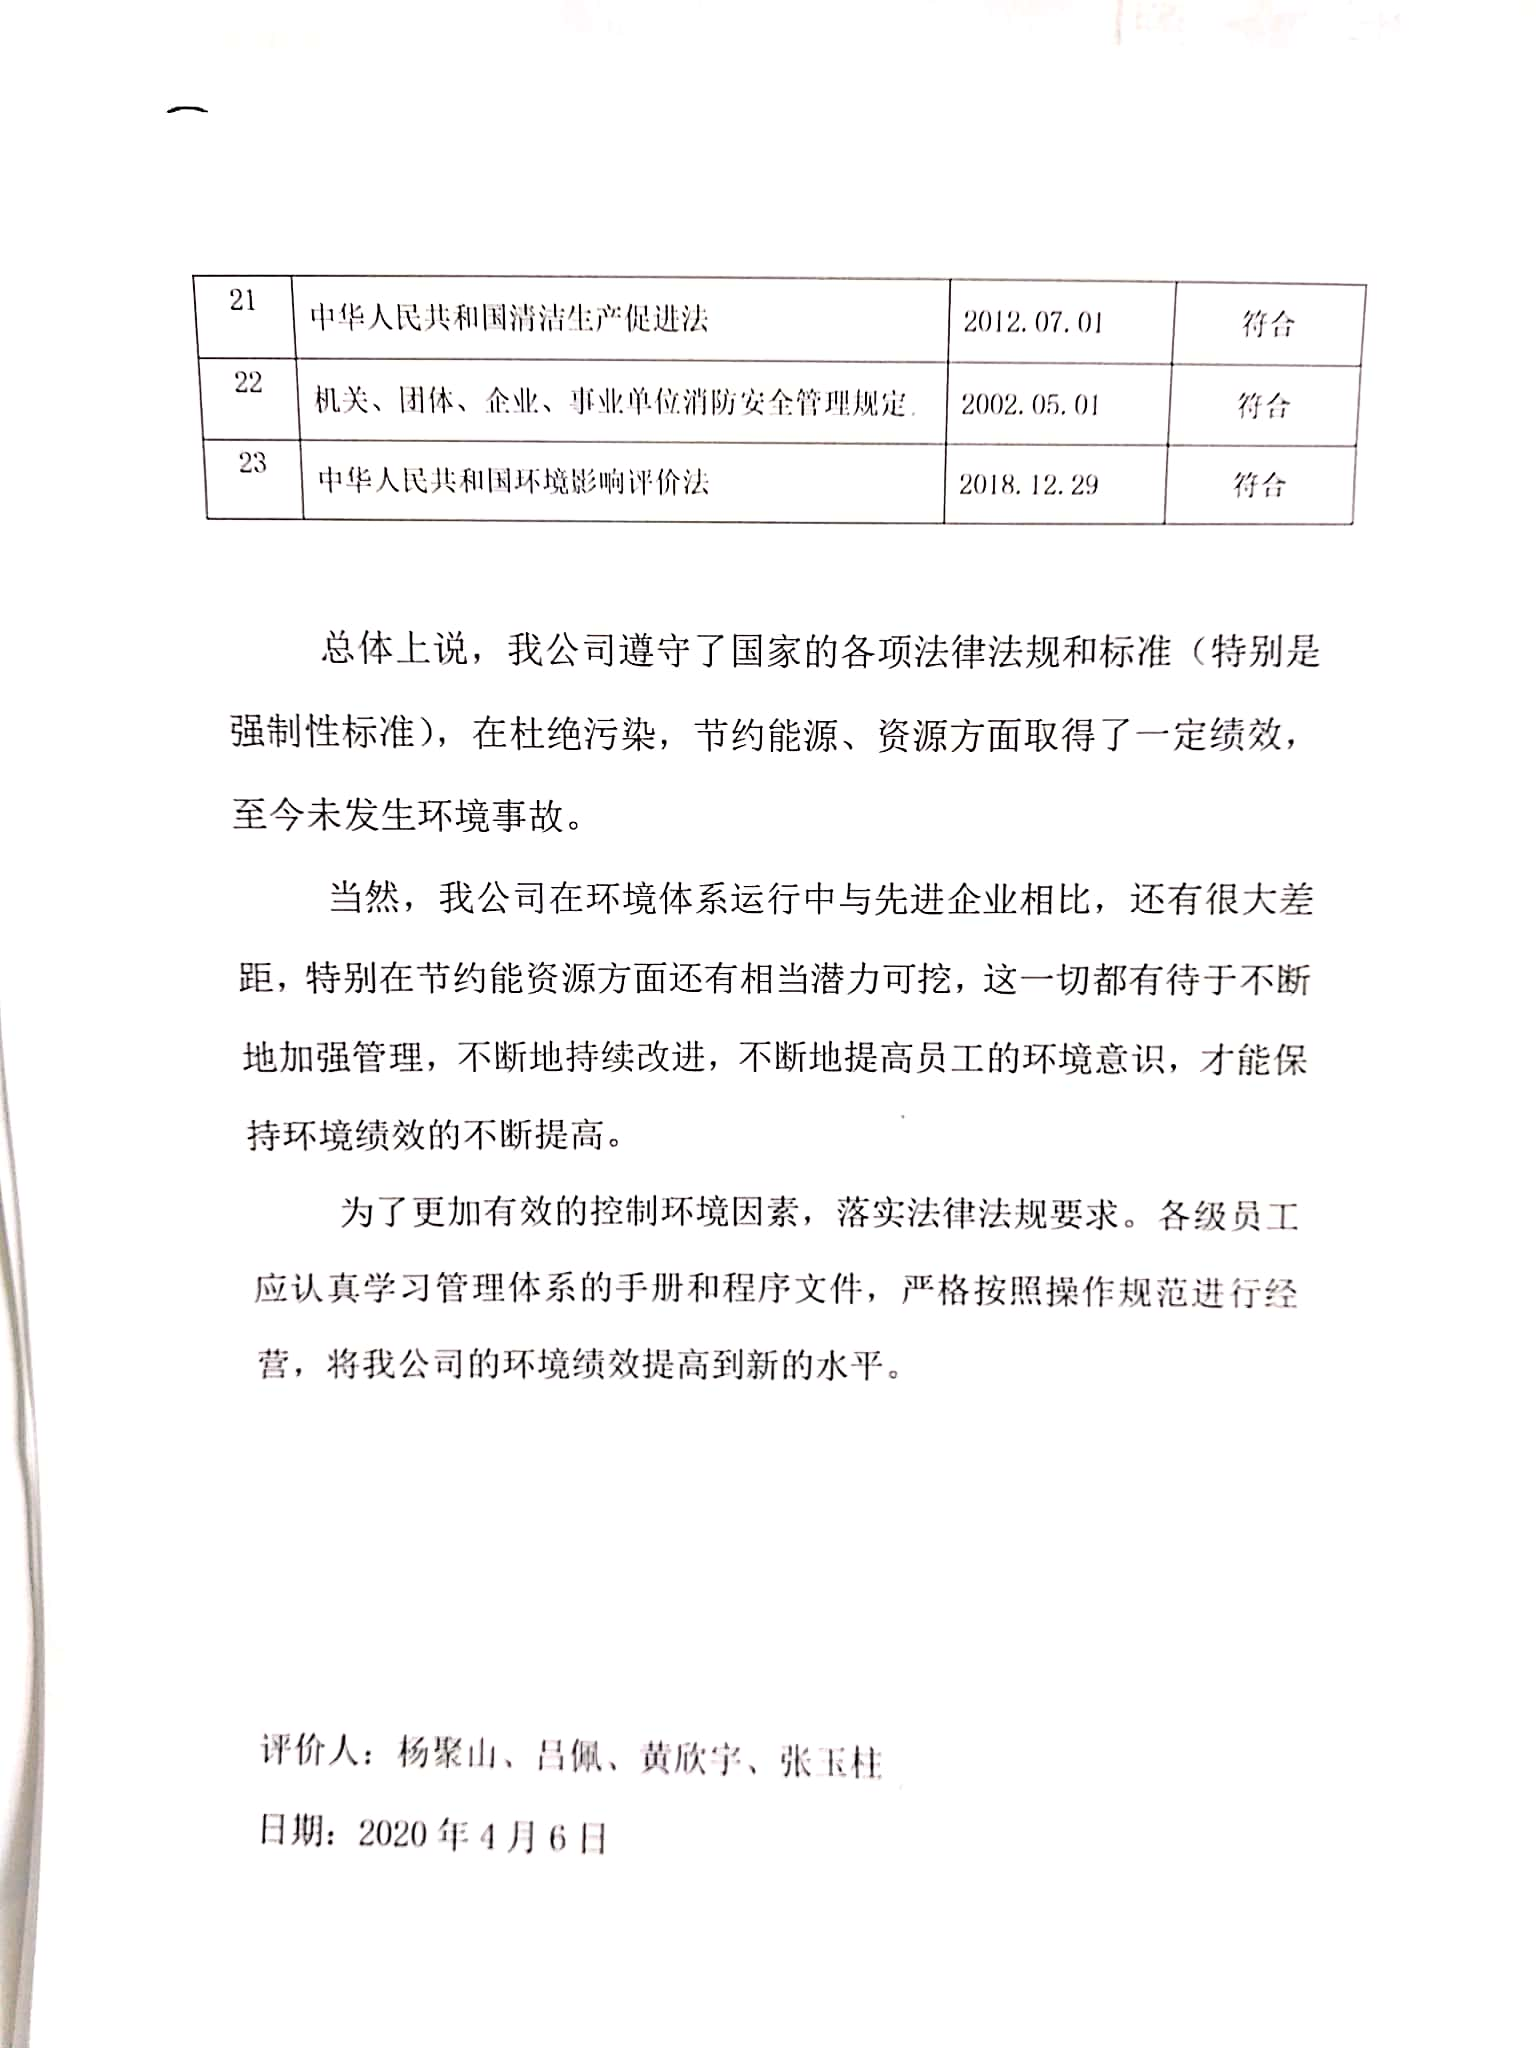 21 中华人民共和国清洁生产促进法 2012.07.01 符合
22 机关、团体、企业、事业单位消防安全管理规定 2002.05.01 符合
23 中华人民共和国环境影响评价法 2018.12.29 符合
总体上说，我公司遵守了国家的各项法律法规和标准（特别是
强制性标准），在杜绝污染，节约能源、资源方面取得了一定绩效，
至今未发生环境事故。
当然，我公司在环境体系运行中与先进企业相比，还有很大差
距，特别在节约能资源方面还有相当潜力可挖，这一切都有待于不断
地加强管理，不断地持续改进，不断地提高员工的环境意识，才能保
持环境绩效的不断提高。
为了更加有效的控制环境因素，落实法律法规要求。各级员工
应认真学习管理体系的手册和程序文件，严格按照操作规范进行经
营，将我公司的环境绩效提高到新的水平。
评价人：杨聚山、吕佩、黄欣宇、张玉柱
日期：2020 年 4 月 6 日